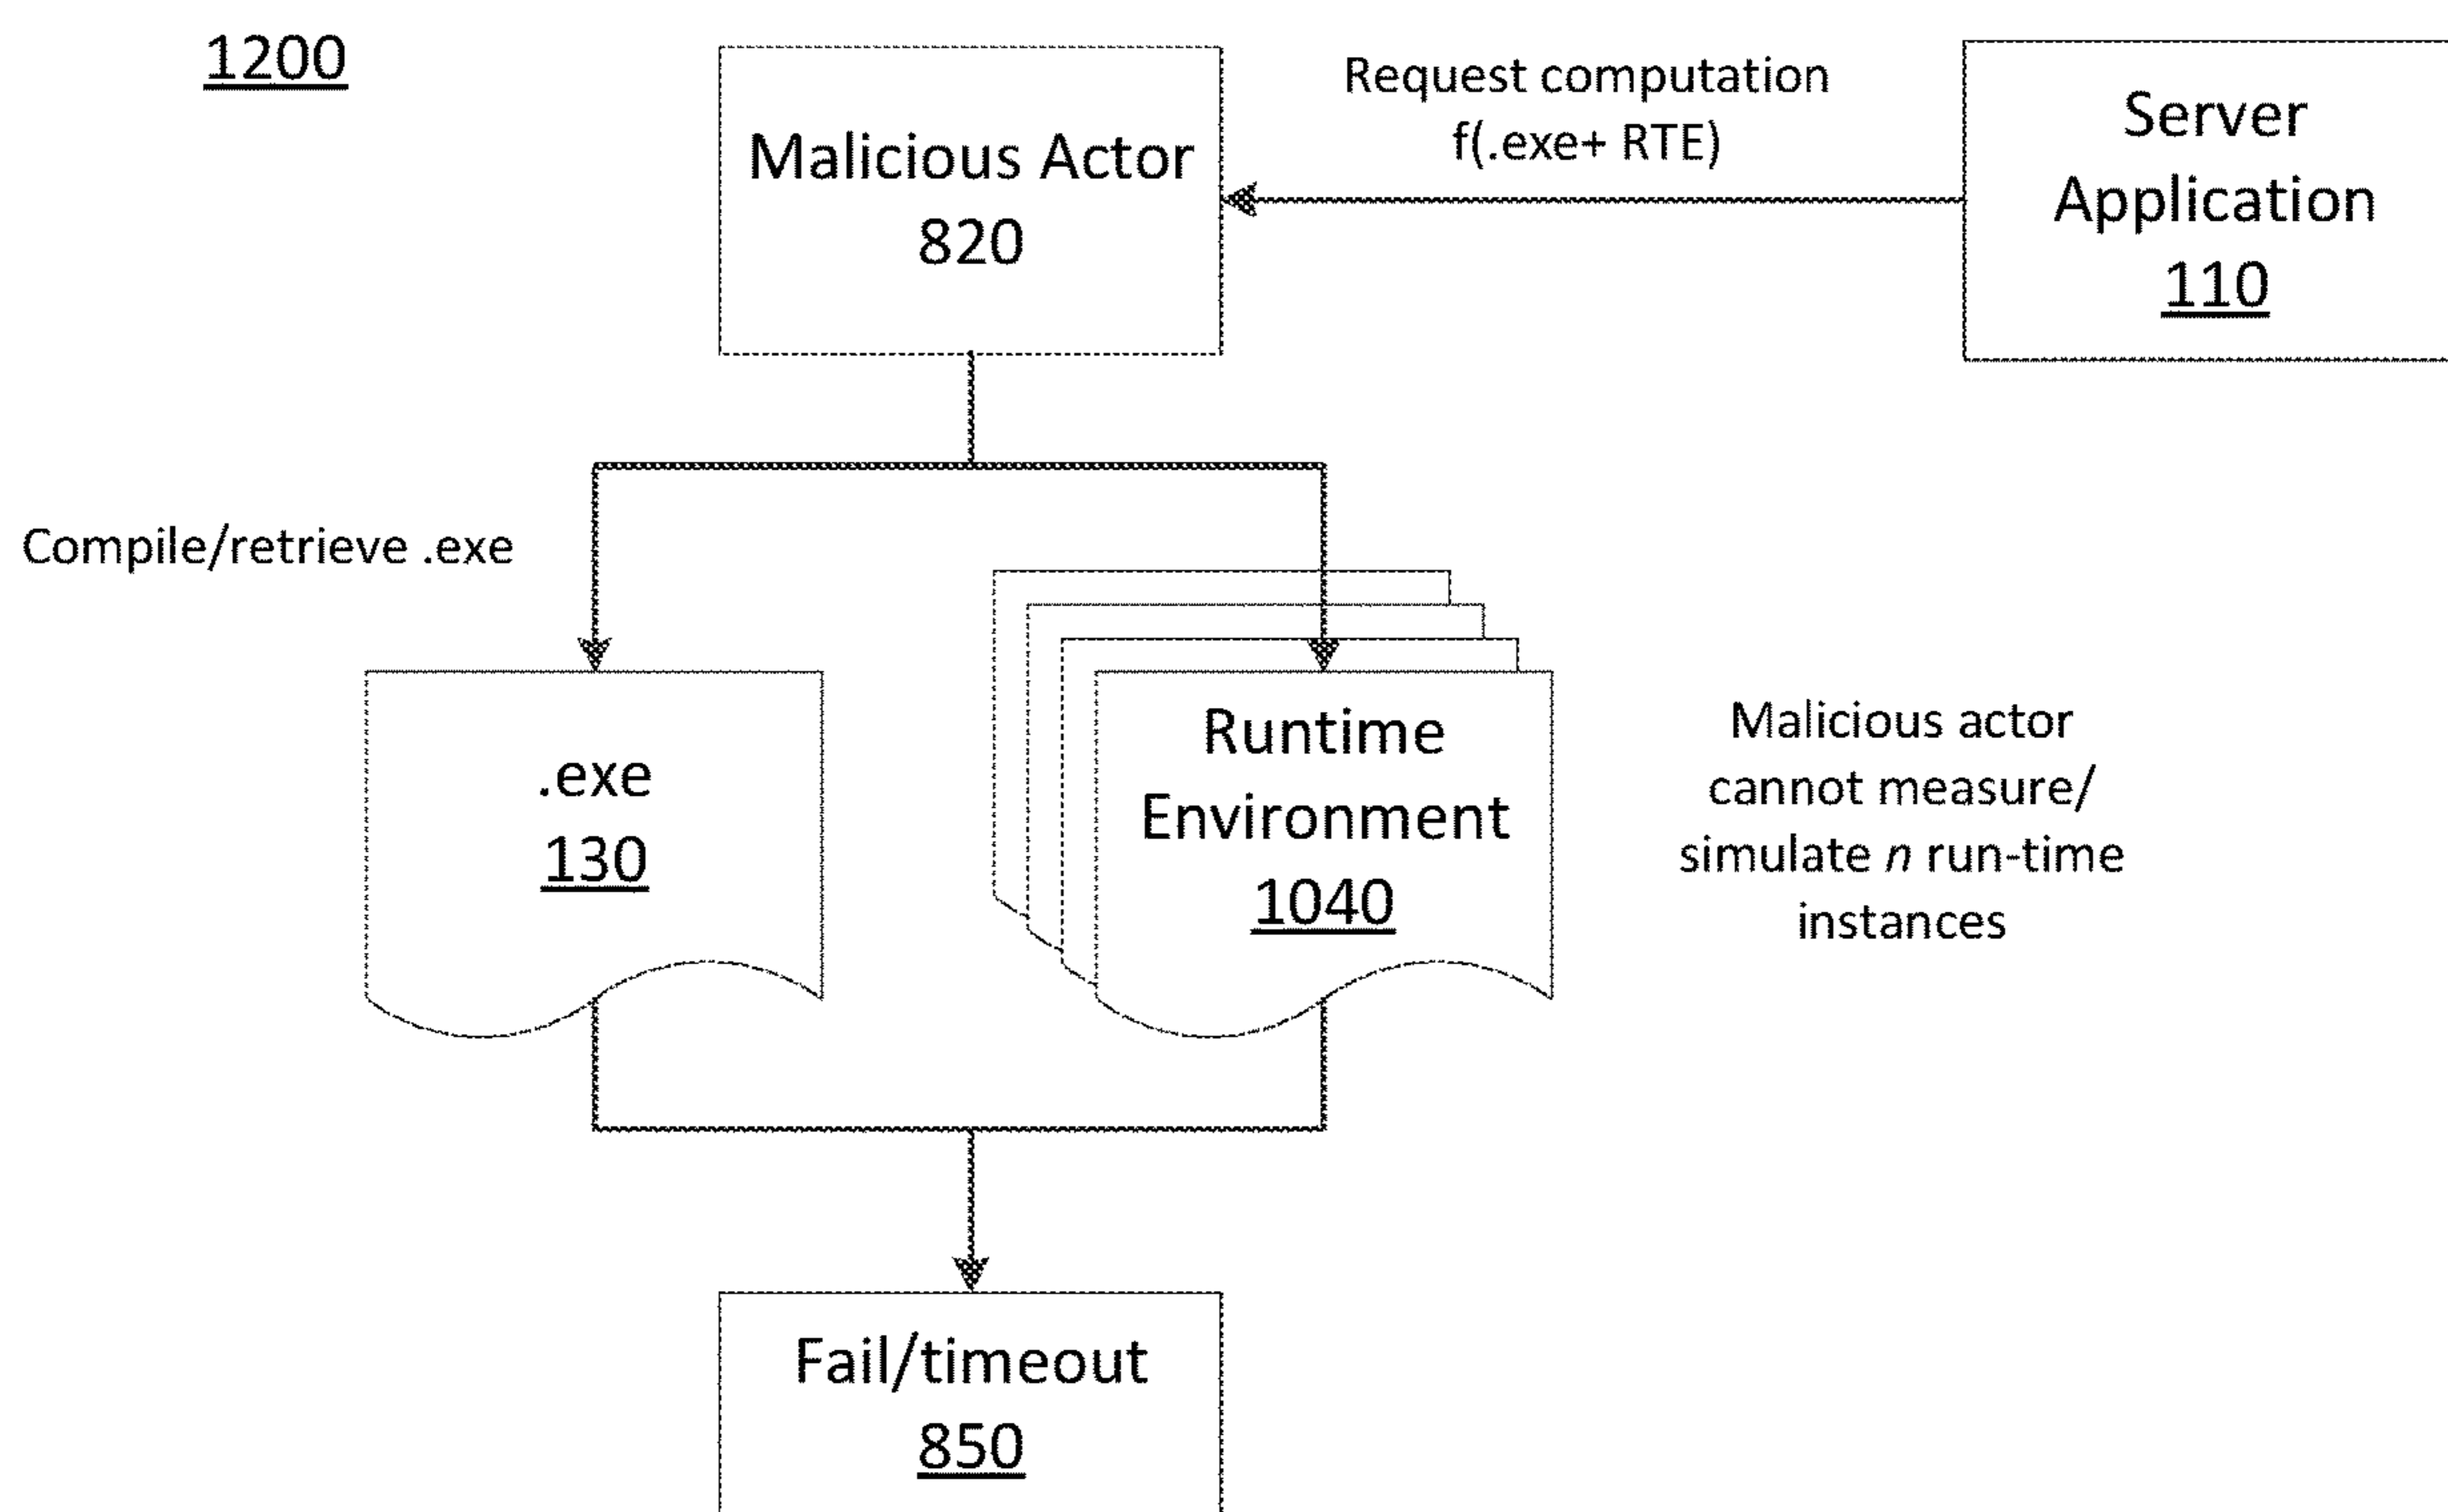 1200
Malicious Actor
820
Request computation
f(.exe+ RTE)
Server
Application
110
Compile/retrieve .exe
.exe
130
Runtime
Environment
1040
Malicious actor
cannot measure/
simulate n run-time
instances
Fail/timeout
850